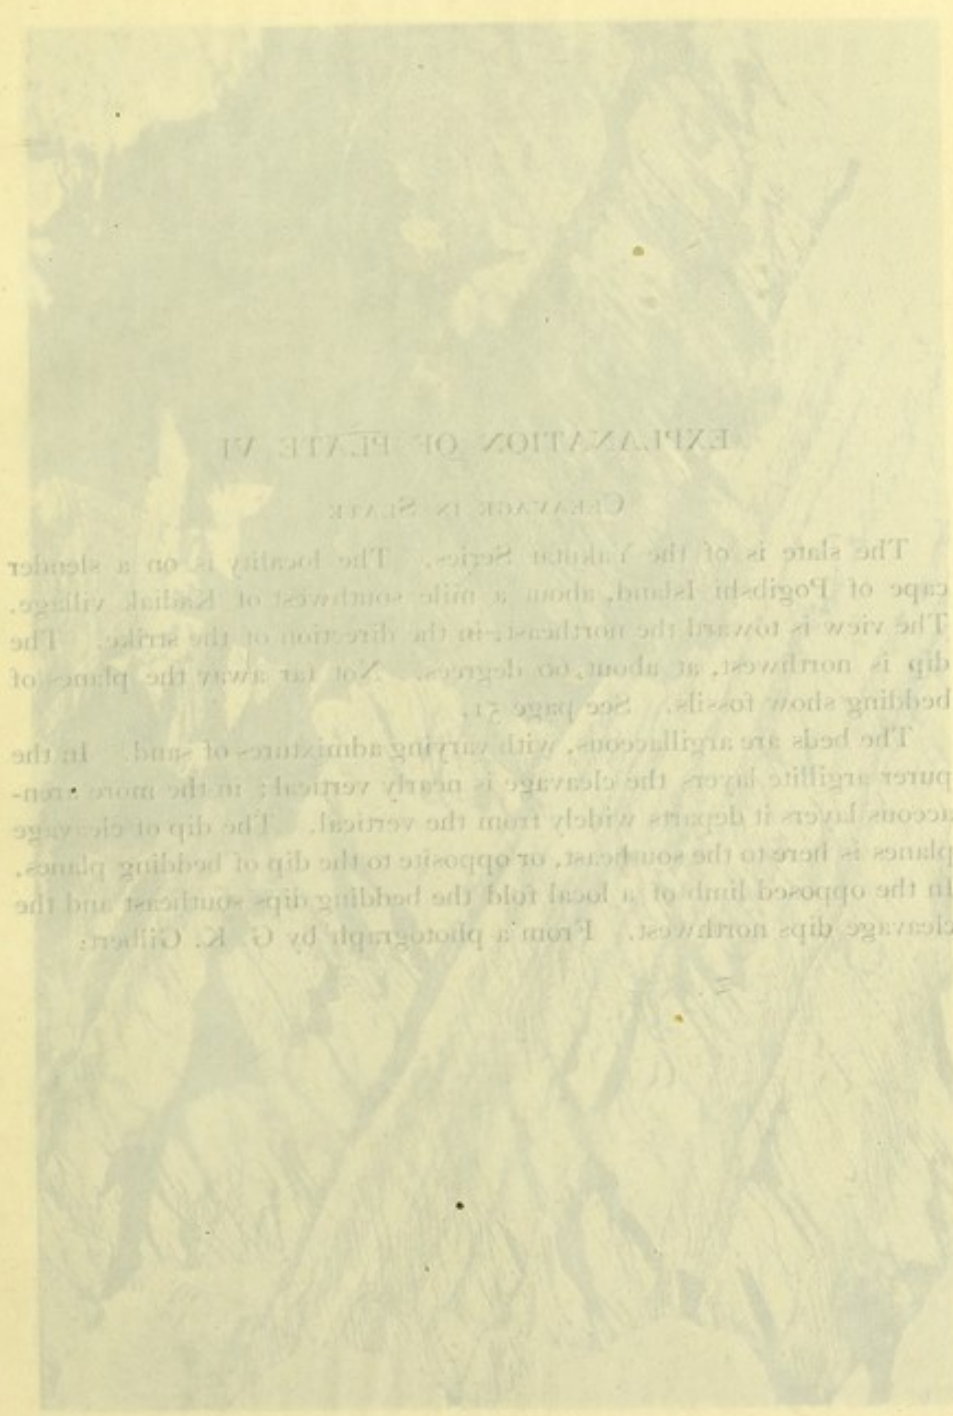 EXPLANATION OF PLATE VI
CLEAVAGE IN SLATE
The slate is of the Yakutat Series. The locality is on a slender
cape of Pogibshi Island, about a mile southwest of Kadiak village.
The view is toward the northeast, in the direction of the strike. The
dip is northwest, at about 60 degrees. Not far away the planes of
bedding show fossils. See page 51.
The beds are argillaceous, with varying admixtures of sand. In the
purer argillite layers the cleavage is nearly vertical; in the more aren-
aceous layers it departs widely from the vertical. The dip of cleavage
planes is here to the southeast, or opposite to the dip of bedding planes.
In the opposed limb of a local fold the bedding dips southeast and the
cleavage dips northwest. From a photograph by G. K. Gilbert.